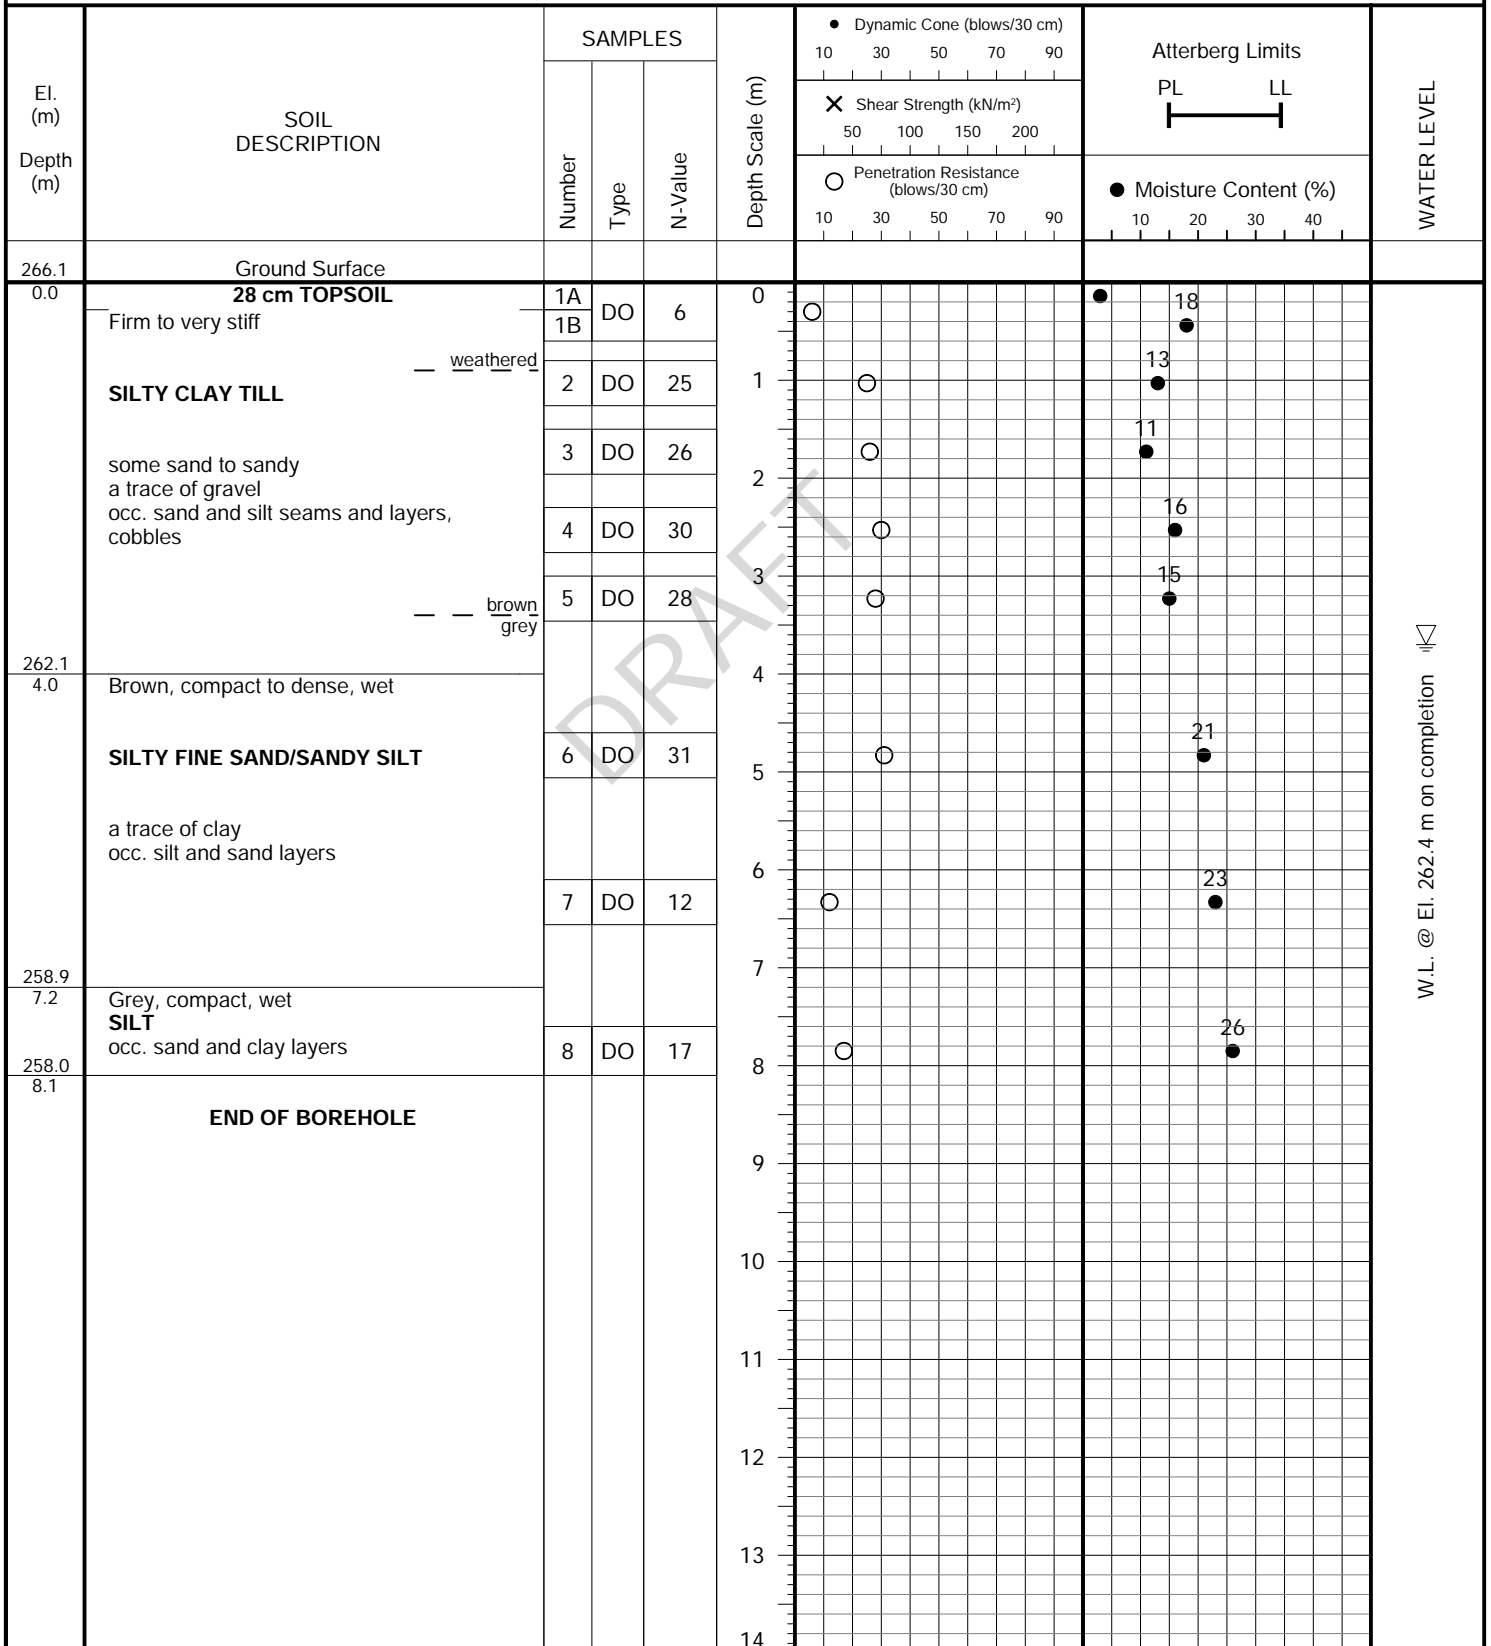 El.
(m)
Depth
(m)
SOIL
DESCRIPTION
SAMPLES
Number
Type
N-Value
Depth Scale (m)
Dynamic Cone (blows/30 cm)
10 30 50 70 90
Shear Strength (kN/m²)
50 100 150 200
Penetration Resistance
(blows/30 cm)
10 30 50 70 90
Atterberg Limits
PL LL
Moisture Content (%)
10 20 30 40
WATER LEVEL
266.1 Ground Surface
0.0 28 cm TOPSOIL 1A DO 6 0
Firm to very stiff 1B 18
weathered 13
SILTY CLAY TILL 2 DO 25 1
11
some sand to sandy 3 DO 26
a trace of gravel 2
occ. sand and silt seams and layers, 16
cobbles 4 DO 30
3 15
brown 5 DO 28
grey
262.1
4.0 Brown, compact to dense, wet 4
21
SILTY FINE SAND/SANDY SILT 6 DO 31
5
a trace of clay
occ. silt and sand layers
6 23
7 DO 12
7
258.9
7.2 Grey, compact, wet
SILT 26
occ. sand and clay layers 8 DO 17
258.0 8
8.1
END OF BOREHOLE
9
10
11
12
13
14
W.L. @ El. 262.4 m on completion
DRAFT